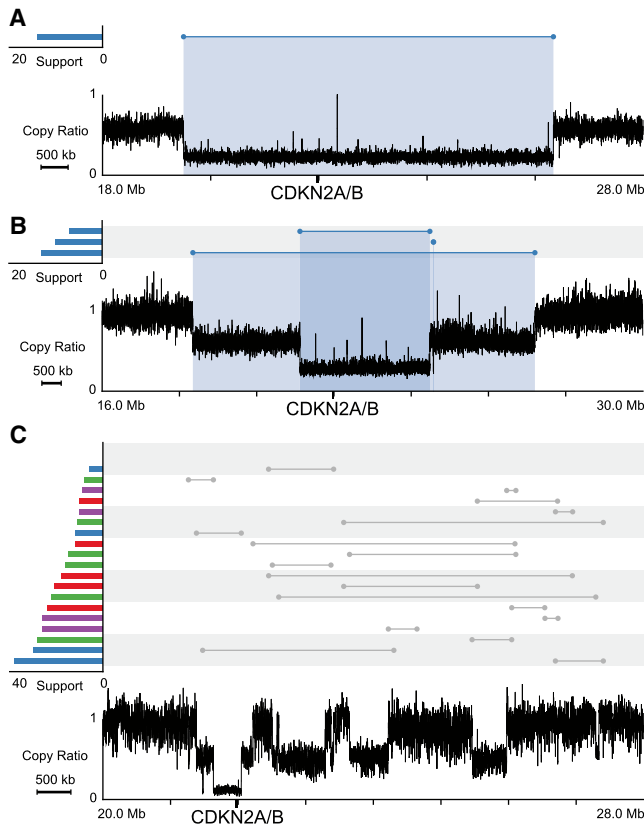 A
20 Support 0
1
Copy Ratio
500 kb
0
18.0 Mb CDKN2A/B 28.0 Mb
B
20 Support 0
1
Copy Ratio
500 kb
0
16.0 Mb CDKN2A/B 30.0 Mb
C
40 Support 0
1
Copy Ratio
500 kb
0
20.0 Mb CDKN2A/B 28.0 Mb